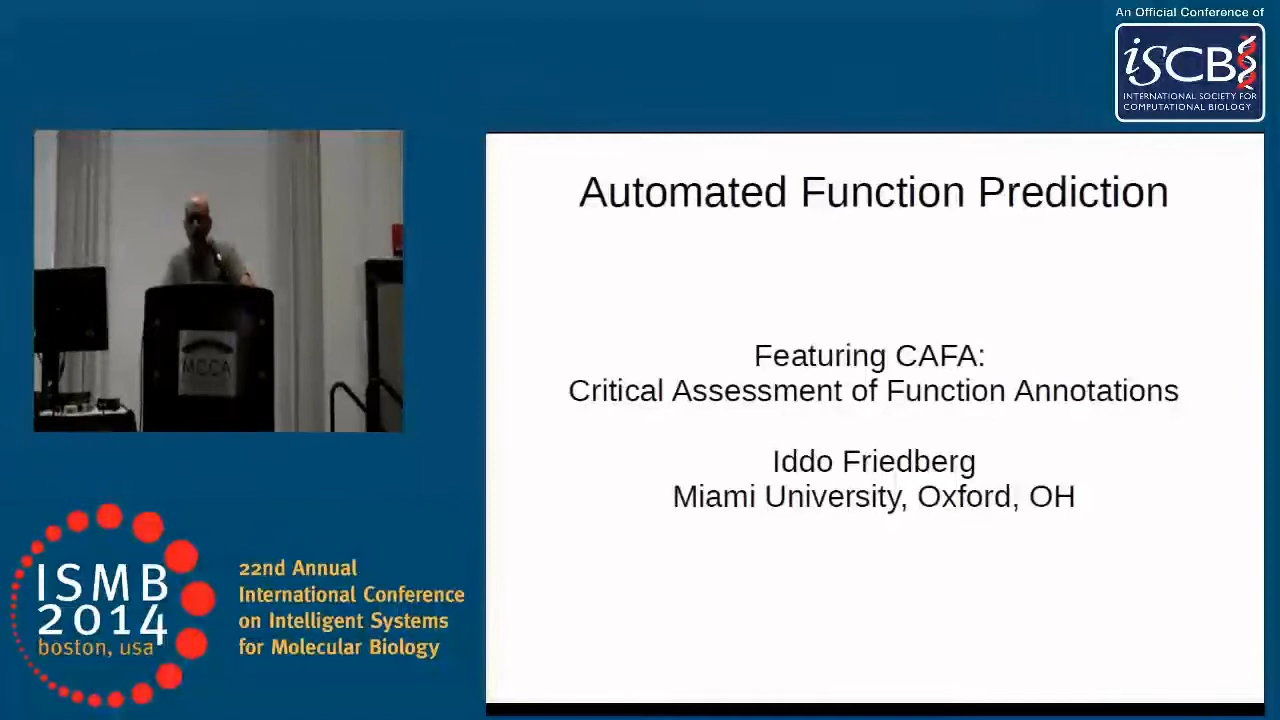 An Official Conference of
iSCB
INTERNATIONAL SOCIETY FOR
COMPUTATIONAL BIOLOGY
Automated Function Prediction
Featuring CAFA:
Critical Assessment of Function Annotations
Iddo Friedberg
Miami University, Oxford, OH
MCCA
ISMB
2014
boston, usa
22nd Annual
International Conference
on Intelligent Systems
for Molecular Biology